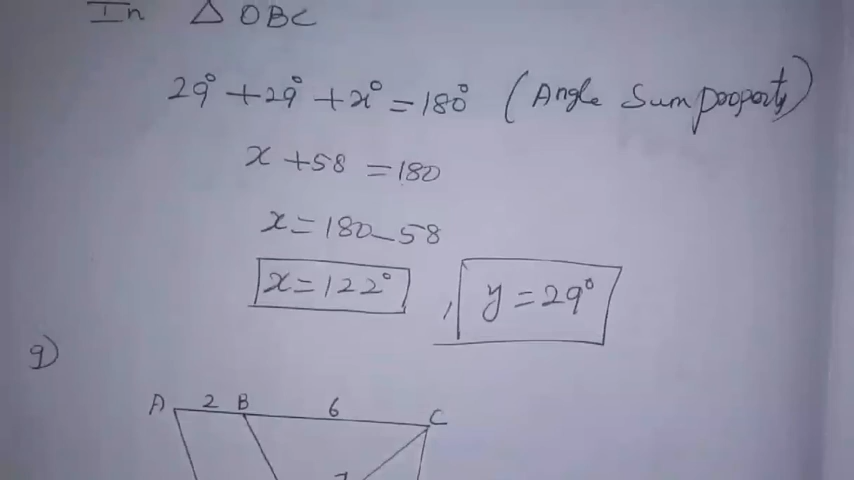 In △ OBC
29° + 29° + x° = 180° (Angle Sum property)
x + 58 = 180
x = 180 - 58
x = 122° , y = 29°
9)
A 2 B 6 C